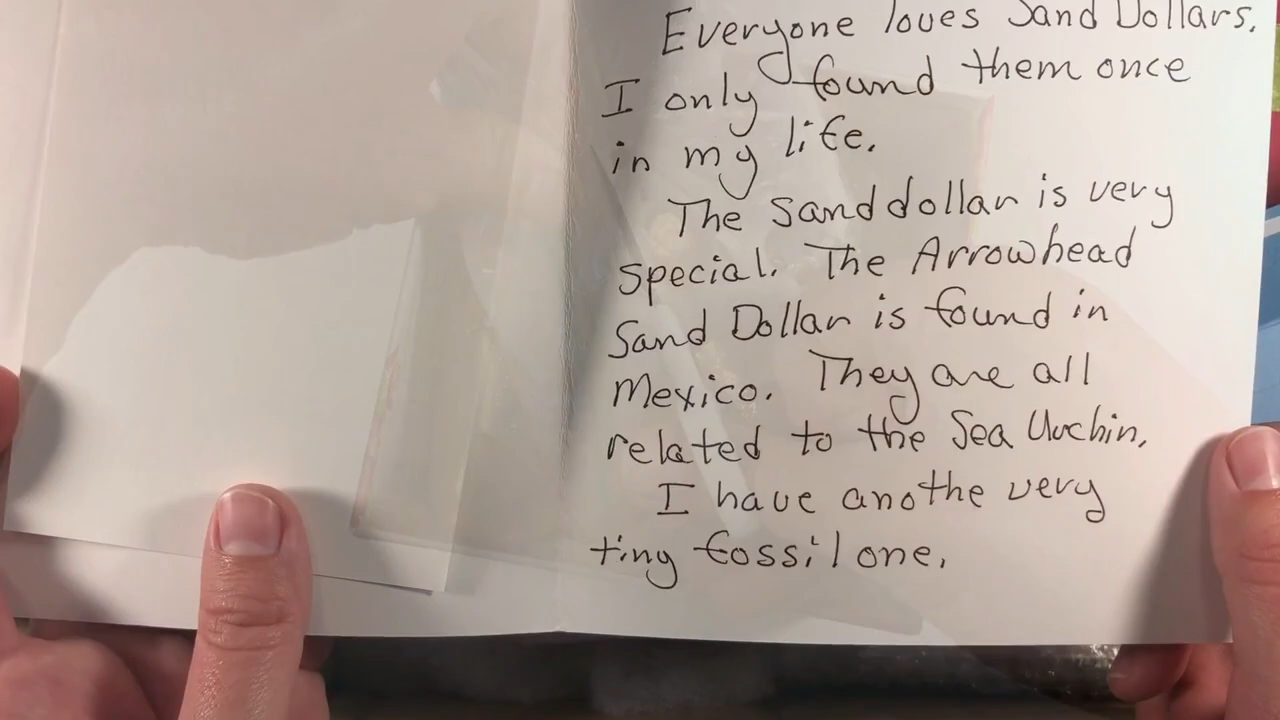 Everyone loves Sand Dollars.
I only found them once
in my life.
The sand dollar is very
special. The Arrowhead
Sand Dollar is found in
Mexico. They are all
related to the Sea Urchin.
I have anothe very
tiny fossil one.